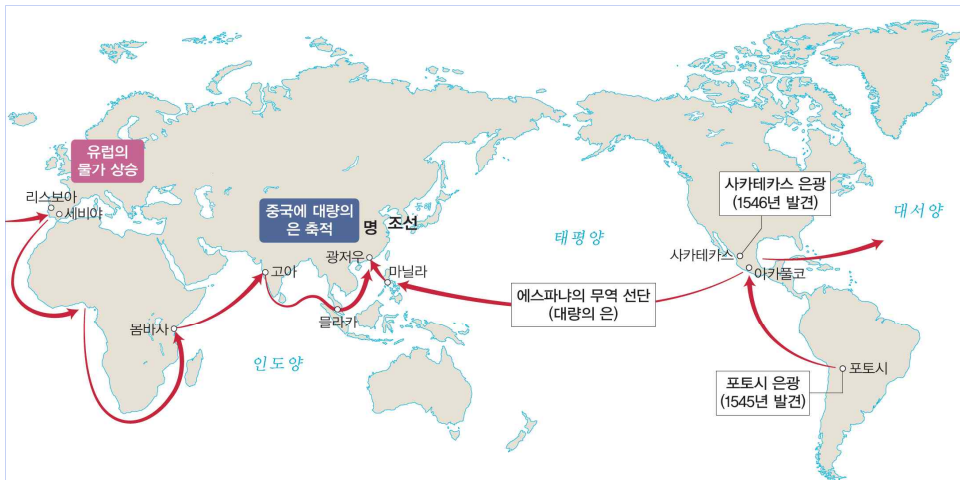 유럽의
물가 상승
리스보아
세비야
중국에 대량의
은 축적
명
조선
동해
광저우
고아
마닐라
믈라카
몸바사
인도양
태평양
에스파냐의 무역 선단
(대량의 은)
사카테카스 은광
(1546년 발견)
대서양
사카테카스
아카풀코
포토시
포토시 은광
(1545년 발견)